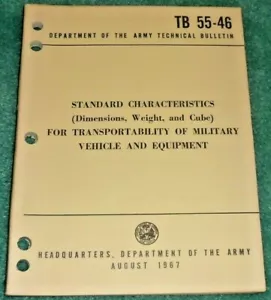 TB 55-46
DEPARTMENT OF THE ARMY TECHNICAL BULLETIN
STANDARD CHARACTERISTICS
(Dimensions, Weight, and Cube)
FOR TRANSPORTABILITY OF MILITARY
VEHICLE AND EQUIPMENT
HEADQUARTERS, DEPARTMENT OF THE ARMY
AUGUST 1967